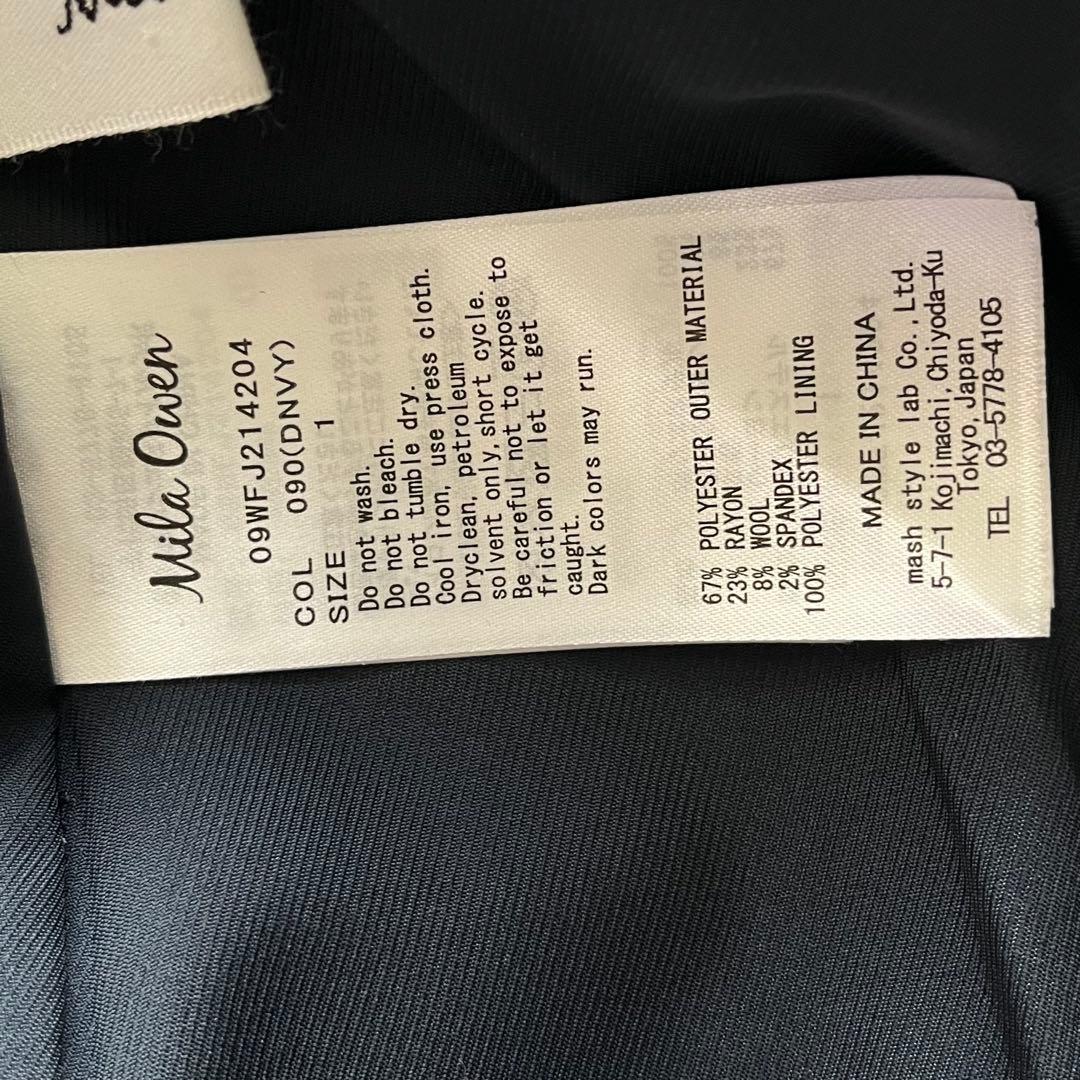 Mila Owen
09WFJ214204
COL 090(DNVY)
SIZE 1
Do not wash.
Do not bleach.
Do not tumble dry.
Cool iron, use press cloth.
Dryclean, petroleum
solvent only, short cycle.
Be careful not to expose to
friction or let it get
caught.
Dark colors may run.
67% POLYESTER OUTER MATERIAL
23% RAYON
8% WOOL
2% SPANDEX
100% POLYESTER LINING
MADE IN CHINA
mash style lab Co.,Ltd.
5-7-1 Kojimachi, Chiyoda-Ku
Tokyo, Japan
TEL 03-5778-4105